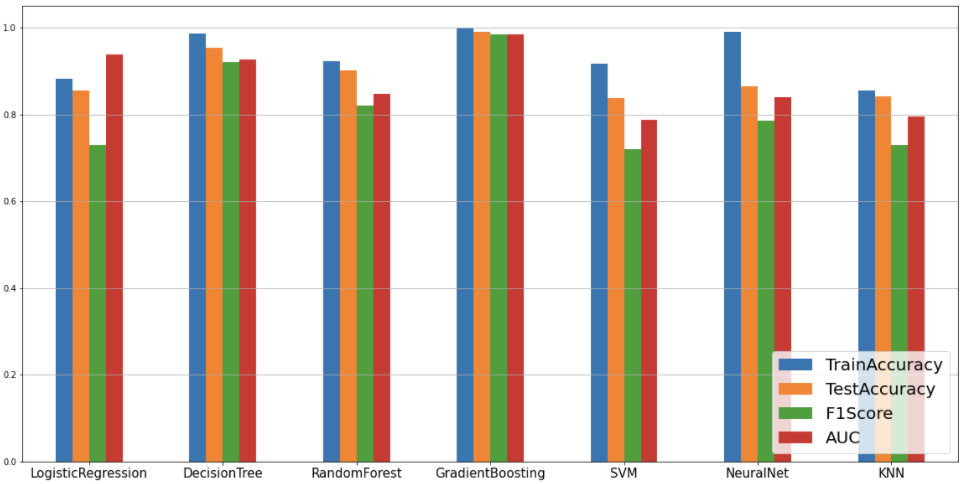 1.0
0.8
0.6
0.4
0.2
0.0
TrainAccuracy
TestAccuracy
F1Score
AUC
LogisticRegression DecisionTree RandomForest GradientBoosting SVM NeuralNet KNN